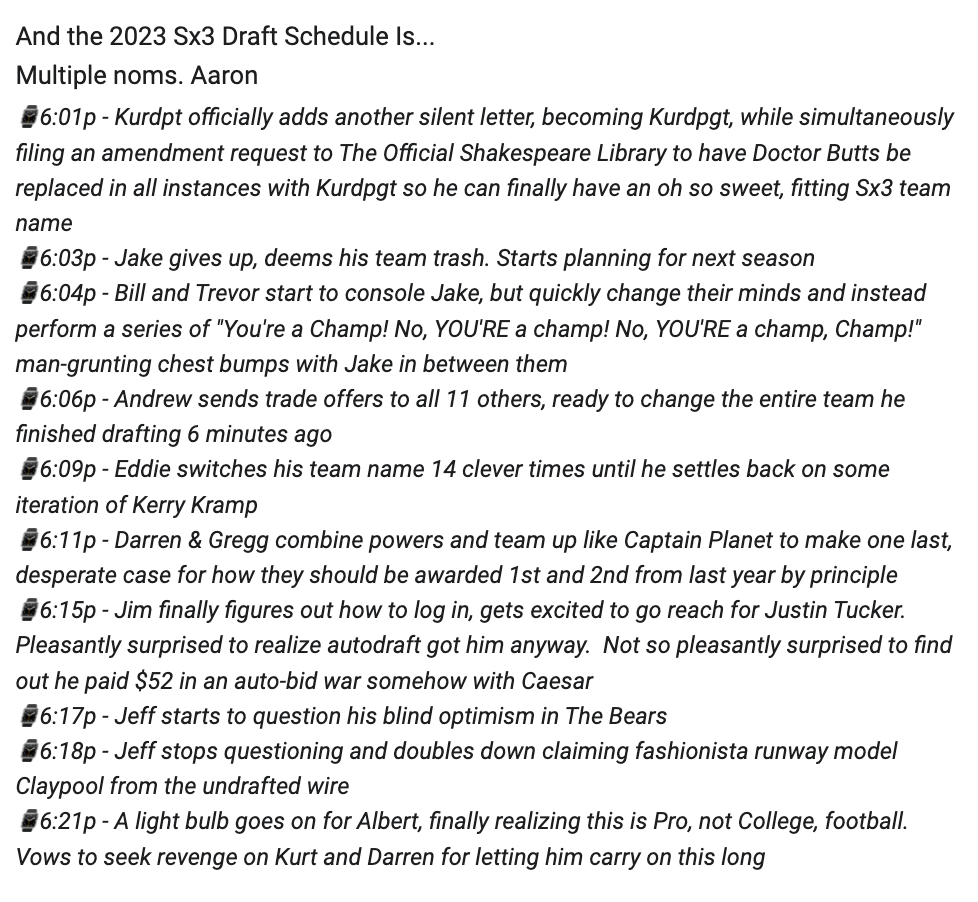 And the 2023 Sx3 Draft Schedule Is...
Multiple noms. Aaron
6:01p - Kurdpt officially adds another silent letter, becoming Kurdpgt, while simultaneously
filing an amendment request to The Official Shakespeare Library to have Doctor Butts be
replaced in all instances with Kurdpgt so he can finally have an oh so sweet, fitting Sx3 team
name
6:03p - Jake gives up, deems his team trash. Starts planning for next season
6:04p - Bill and Trevor start to console Jake, but quickly change their minds and instead
perform a series of "You're a Champ! No, YOU'RE a champ! No, YOU'RE a champ, Champ!"
man-grunting chest bumps with Jake in between them
6:06p - Andrew sends trade offers to all 11 others, ready to change the entire team he
finished drafting 6 minutes ago
6:09p - Eddie switches his team name 14 clever times until he settles back on some
iteration of Kerry Kramp
6:11p - Darren & Gregg combine powers and team up like Captain Planet to make one last,
desperate case for how they should be awarded 1st and 2nd from last year by principle
6:15p - Jim finally figures out how to log in, gets excited to go reach for Justin Tucker.
Pleasantly surprised to realize autodraft got him anyway.  Not so pleasantly surprised to find
out he paid $52 in an auto-bid war somehow with Caesar
6:17p - Jeff starts to question his blind optimism in The Bears
6:18p - Jeff stops questioning and doubles down claiming fashionista runway model
Claypool from the undrafted wire
6:21p - A light bulb goes on for Albert, finally realizing this is Pro, not College, football.
Vows to seek revenge on Kurt and Darren for letting him carry on this long